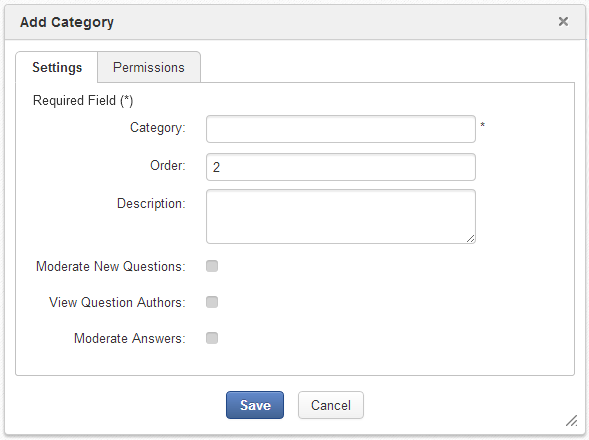 Add Category
Settings Permissions
Required Field (*)
Category: *
Order: 2
Description:
Moderate New Questions:
View Question Authors:
Moderate Answers:
Save Cancel